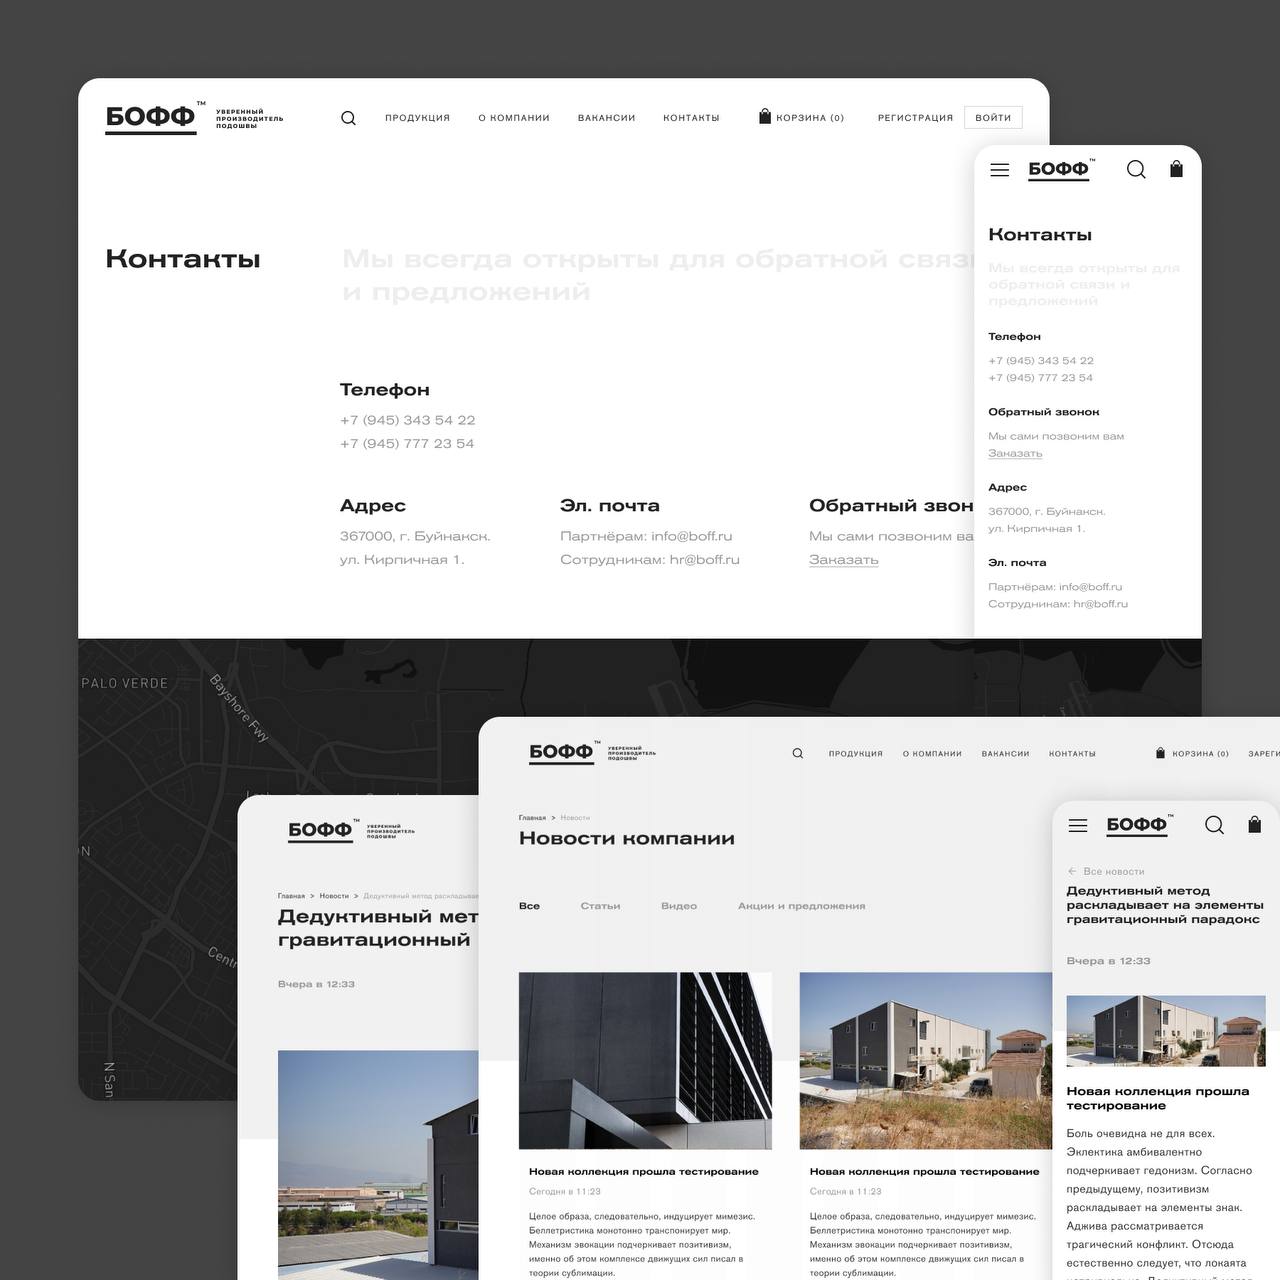 БОФФ™
УВЕРЕННЫЙ
ПРОИЗВОДИТЕЛЬ
ПОДОШВЫ
ПРОДУКЦИЯ
О КОМПАНИИ
ВАКАНСИИ
КОНТАКТЫ
КОРЗИНА (0)
РЕГИСТРАЦИЯ
ВОЙТИ
Контакты
Мы всегда открыты для обратной связи
и предложений
Телефон
+7 (945) 343 54 22
+7 (945) 777 23 54
Адрес
367000, г. Буйнакск.
ул. Кирпичная 1.
Эл. почта
Партнёрам: info@boff.ru
Сотрудникам: hr@boff.ru
Обратный звон
Мы сами позвоним ва
Заказать
БОФФ™
Контакты
Мы всегда открыты для
обратной связи и
предложений
Телефон
+7 (945) 343 54 22
+7 (945) 777 23 54
Обратный звонок
Мы сами позвоним вам
Заказать
Адрес
367000, г. Буйнакск.
ул. Кирпичная 1.
Эл. почта
Партнёрам: info@boff.ru
Сотрудникам: hr@boff.ru
PALO VERDE
Bayshore Fwy
ON
Centr
N San
БОФФ™
УВЕРЕННЫЙ
ПРОИЗВОДИТЕЛЬ
ПОДОШВЫ
Главная > Новости > Дедуктивный метод раскладывае
Дедуктивный мет
гравитационный
Вчера в 12:33
БОФФ™
УВЕРЕННЫЙ
ПРОИЗВОДИТЕЛЬ
ПОДОШВЫ
ПРОДУКЦИЯ
О КОМПАНИИ
ВАКАНСИИ
КОНТАКТЫ
КОРЗИНА (0)
ЗАРЕГИ
Главная > Новости
Новости компании
Все
Статьи
Видео
Акции и предложения
Новая коллекция прошла тестирование
Сегодня в 11:23
Целое образа, следовательно, индуцирует мимезис.
Беллетристика монотонно транспонирует мир.
Механизм эвокации подчеркивает позитивизм,
именно об этом комплексе движущих сил писал в
теории сублимации.
Новая коллекция прошла тестирование
Сегодня в 11:23
Целое образа, следовательно, индуцирует мимезис.
Беллетристика монотонно транспонирует мир.
Механизм эвокации подчеркивает позитивизм,
именно об этом комплексе движущих сил писал в
теории сублимации.
БОФФ™
← Все новости
Дедуктивный метод
раскладывает на элементы
гравитационный парадокс
Вчера в 12:33
Новая коллекция прошла
тестирование
Боль очевидна не для всех.
Эклектика амбивалентно
подчеркивает гедонизм. Согласно
предыдущему, позитивизм
раскладывает на элементы знак.
Аджива рассматривается
трагический конфликт. Отсюда
естественно следует, что локаята